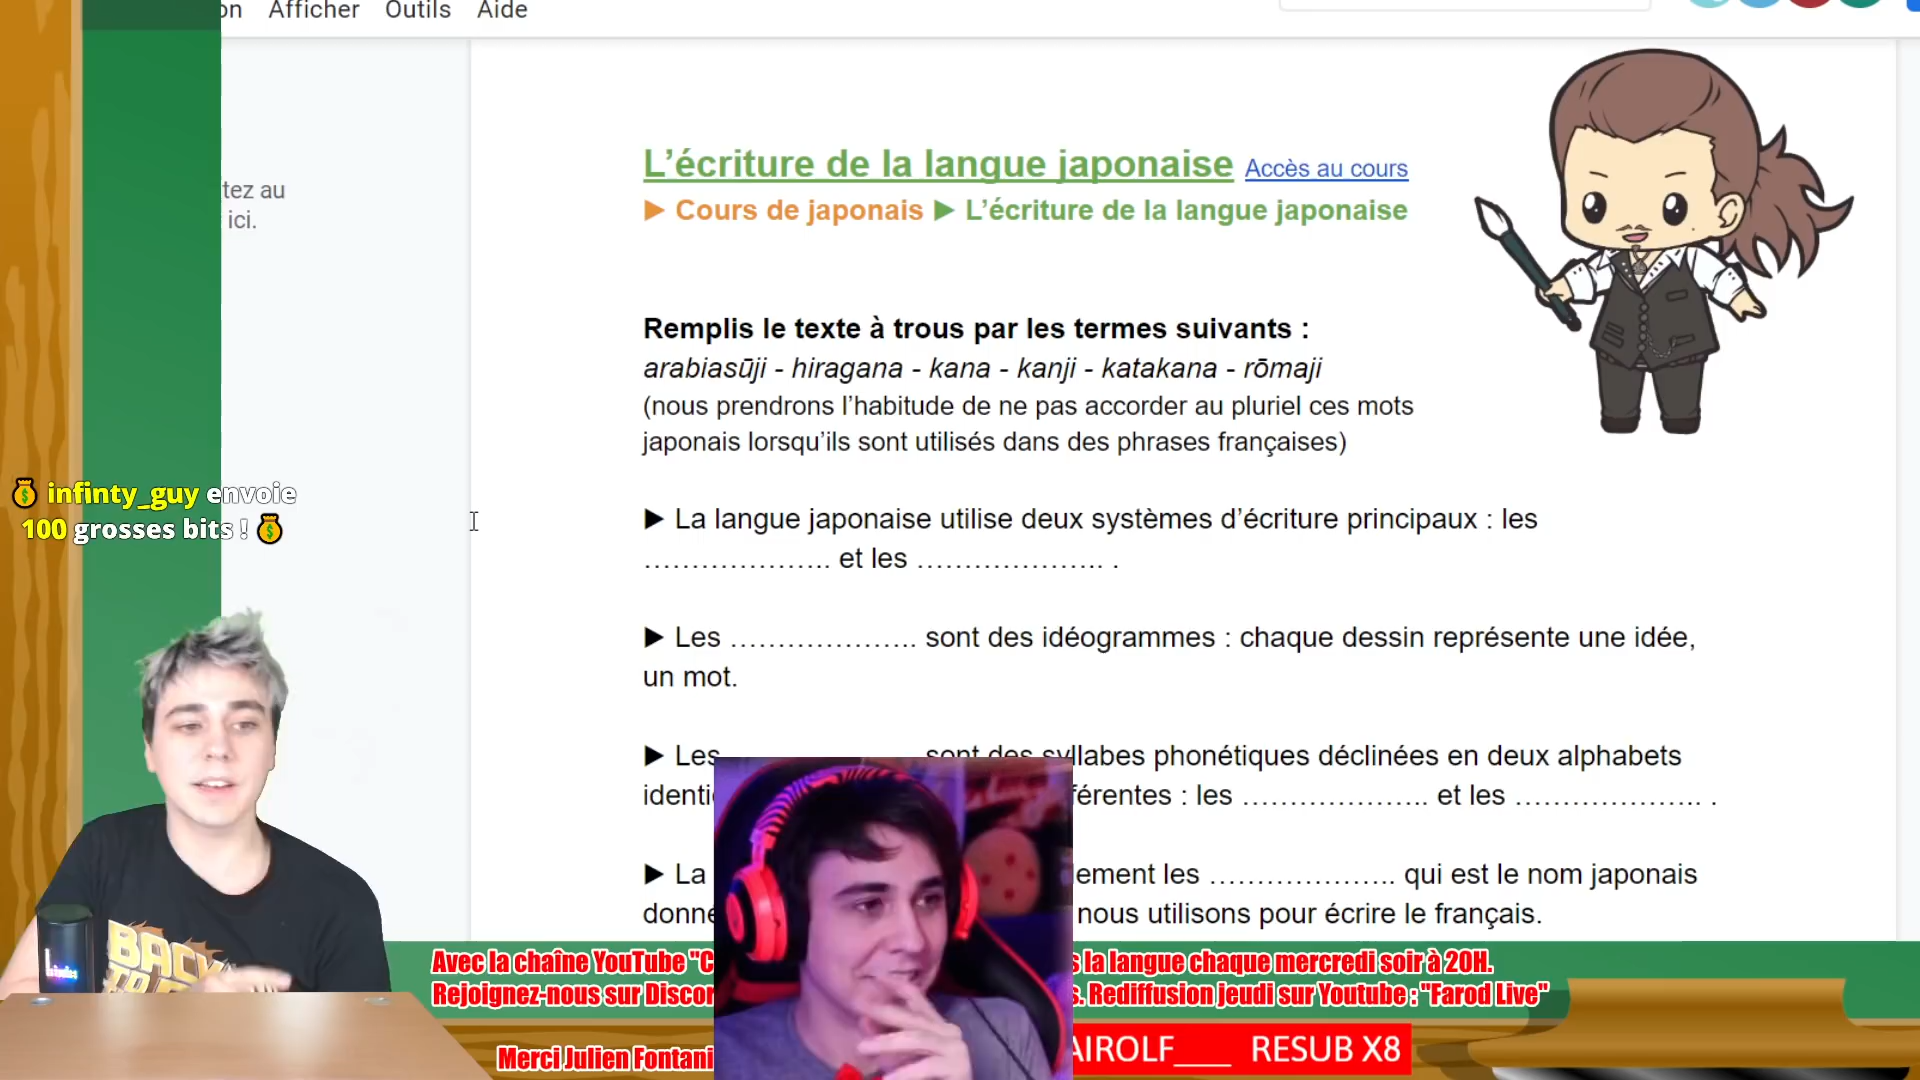 on Afficher Outils Aide
tez au
ici.
L’écriture de la langue japonaise Accès au cours
► Cours de japonais ► L’écriture de la langue japonaise
Remplis le texte à trous par les termes suivants :
arabiasūji - hiragana - kana - kanji - katakana - rōmaji
(nous prendrons l’habitude de ne pas accorder au pluriel ces mots
japonais lorsqu’ils sont utilisés dans des phrases françaises)
infinty_guy envoie
100 grosses bits !
► La langue japonaise utilise deux systèmes d’écriture principaux : les
……………….. et les ……………….. .
► Les ……………….. sont des idéogrammes : chaque dessin représente une idée,
un mot.
► Les sont des syllabes phonétiques déclinées en deux alphabets
identi férentes : les ……………….. et les ……………….. .
► La ement les ……………….. qui est le nom japonais
donne nous utilisons pour écrire le français.
BACK
Avec la chaîne YouTube "C s la langue chaque mercredi soir à 20H.
Rejoignez-nous sur Discor s. Rediffusion jeudi sur Youtube : "Farod Live"
Merci Julien Fontani AIROLF___ RESUB X8